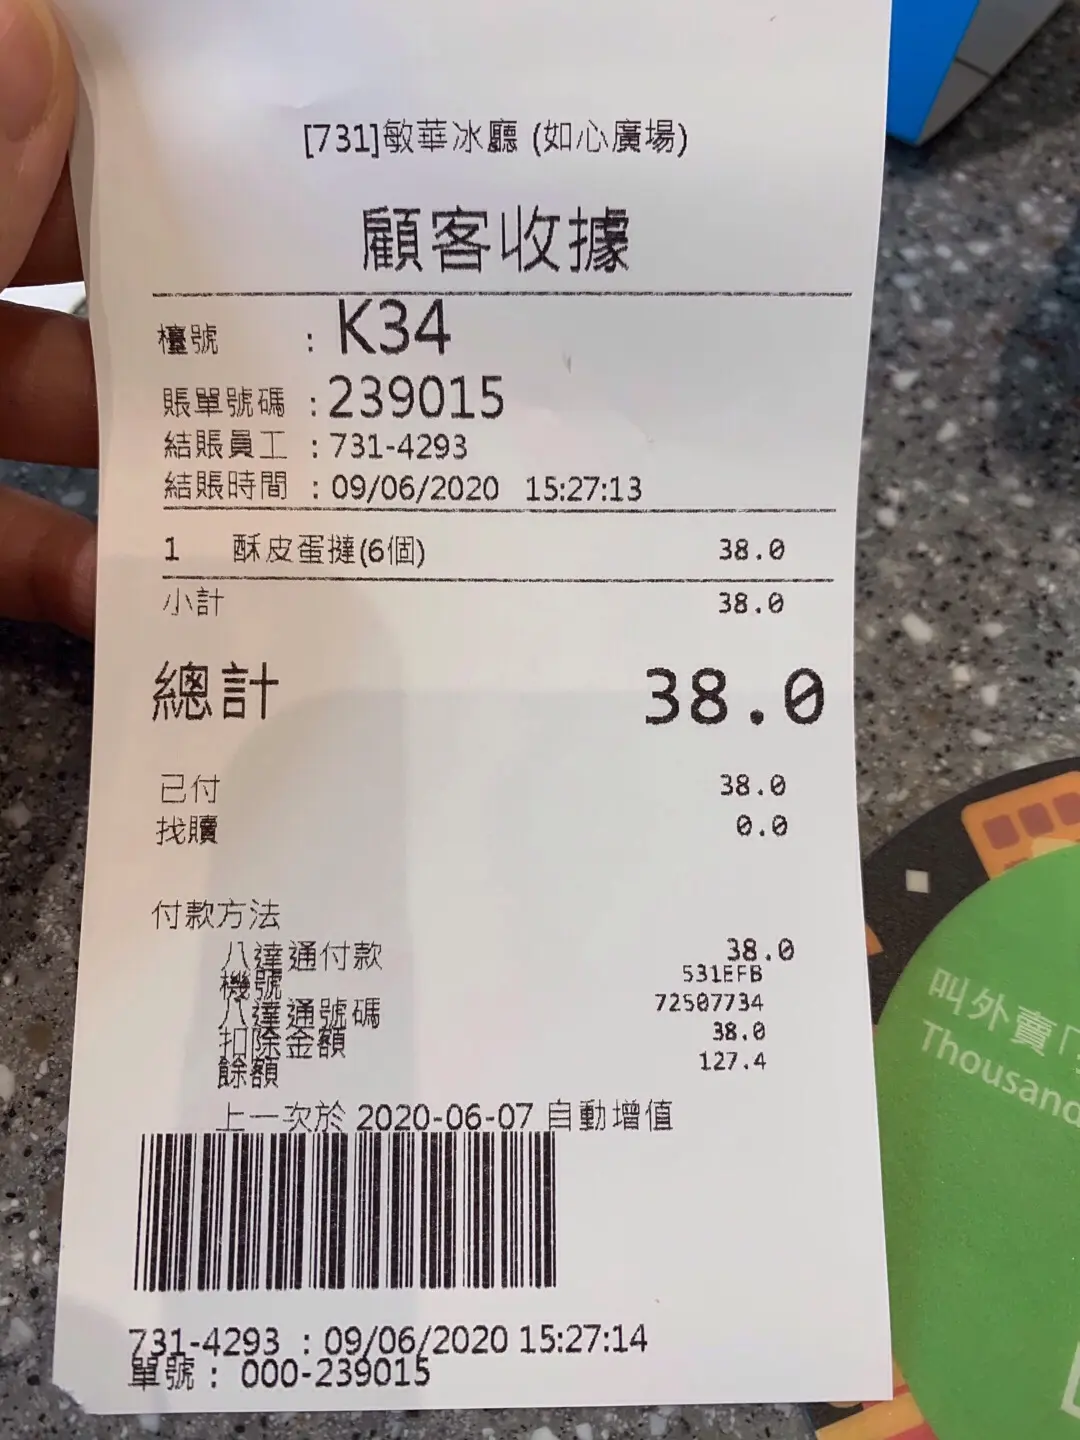 [731]敏華冰廳 (如心廣場)
顧客收據
檯號 : K34
賬單號碼 : 239015
結賬員工 : 731-4293
結賬時間 : 09/06/2020 15:27:13
1 酥皮蛋撻(6個) 38.0
小計 38.0
總計 38.0
已付 38.0
找贖 0.0
付款方法
八達通付款 38.0
機號 531EFB
八達通號碼 72507734
扣除金額 38.0
餘額 127.4
上一次於 2020-06-07 自動增值
731-4293 : 09/06/2020 15:27:14
單號 : 000-239015
叫外賣「
Thousand